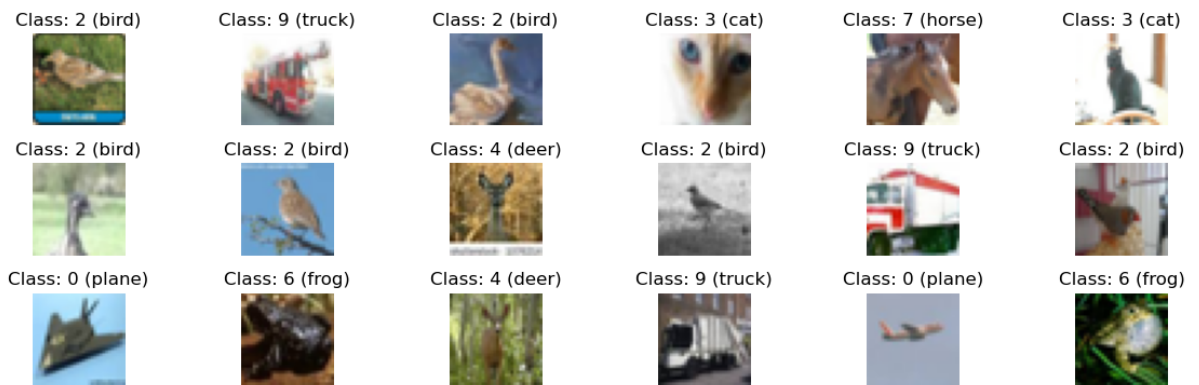 Class: 2 (bird) Class: 9 (truck) Class: 2 (bird) Class: 3 (cat) Class: 7 (horse) Class: 3 (cat)
Class: 2 (bird) Class: 2 (bird) Class: 4 (deer) Class: 2 (bird) Class: 9 (truck) Class: 2 (bird)
Class: 0 (plane) Class: 6 (frog) Class: 4 (deer) Class: 9 (truck) Class: 0 (plane) Class: 6 (frog)